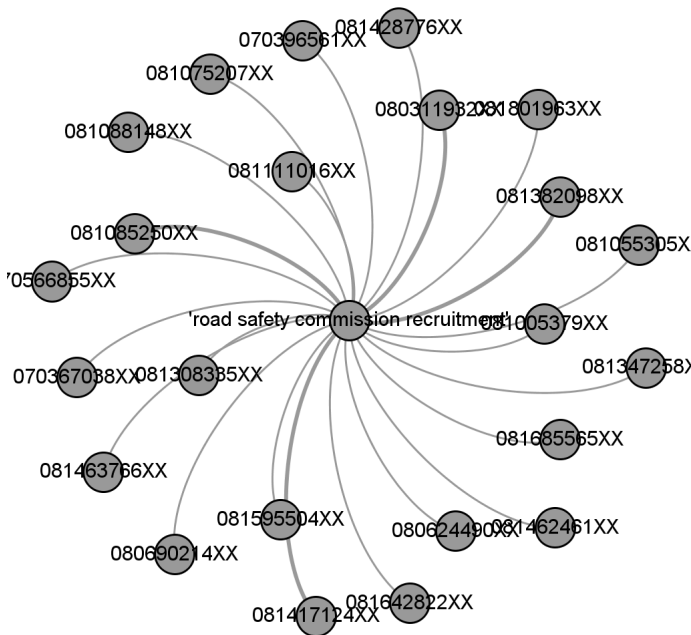 081428776XX
070396561XX
081075207XX
080311932XX
081801963XX
081088148XX
081111016XX
081382098XX
081085250XX
081055305X
70566855XX
'road safety commission recruitment'
081005379XX
081347258X
070367038XX
081308335XX
081685565XX
081463766XX
081595504XX
080624490XX
081462461XX
080690214XX
081642822XX
081417124XX